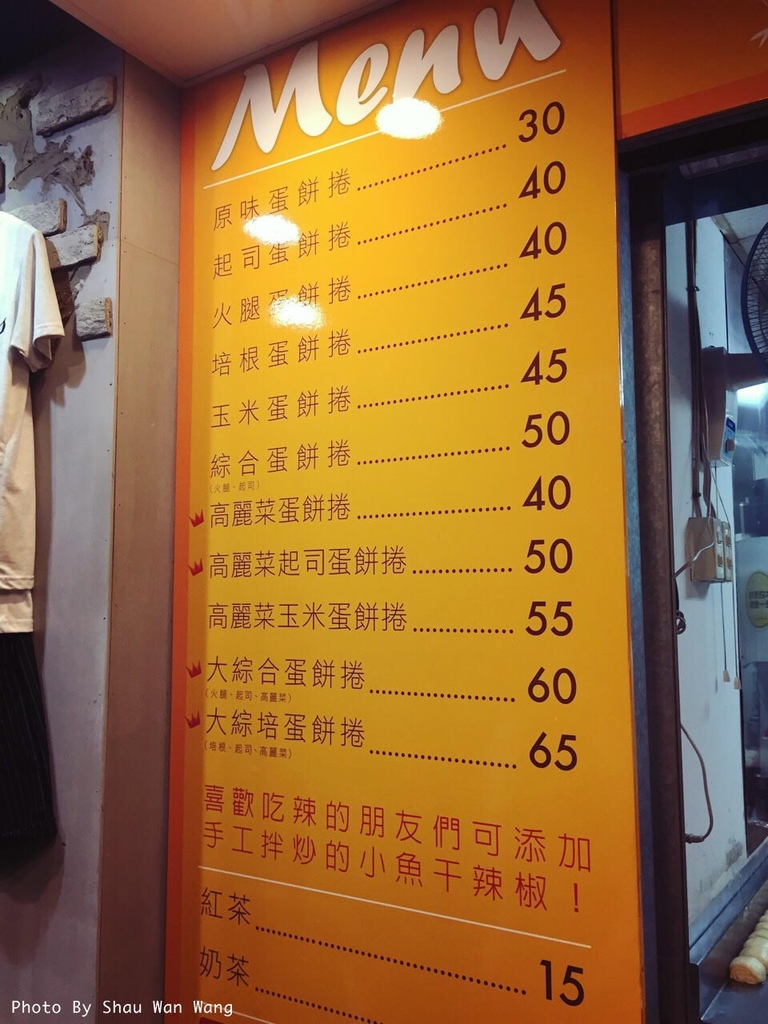 Menu
原味蛋餅捲 30
起司蛋餅捲 40
火腿蛋餅捲 40
培根蛋餅捲 45
玉米蛋餅捲 45
綜合蛋餅捲 50
(火腿、起司)
高麗菜蛋餅捲 40
高麗菜起司蛋餅捲 50
高麗菜玉米蛋餅捲 55
大綜合蛋餅捲 60
(火腿、起司、高麗菜)
大綜培蛋餅捲 65
(培根、起司、高麗菜)
喜歡吃辣的朋友們可添加
手工拌炒的小魚干辣椒！
紅茶 15
奶茶
Photo By Shau Wan Wang